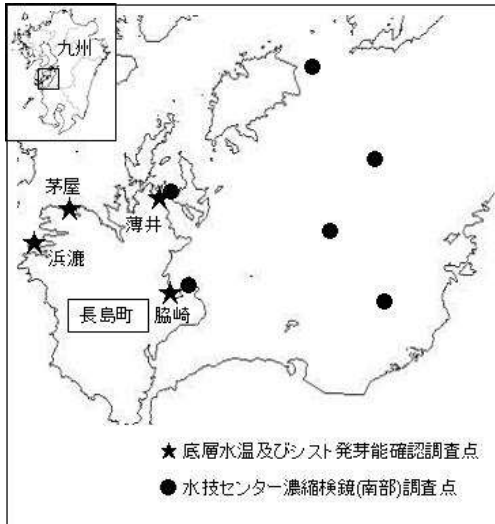 九州
茅屋
薄井
浜漉
長島町
脇崎
★ 底層水温及びシスト発芽能確認調査点
● 水技センター濃縮検鏡(南部)調査点